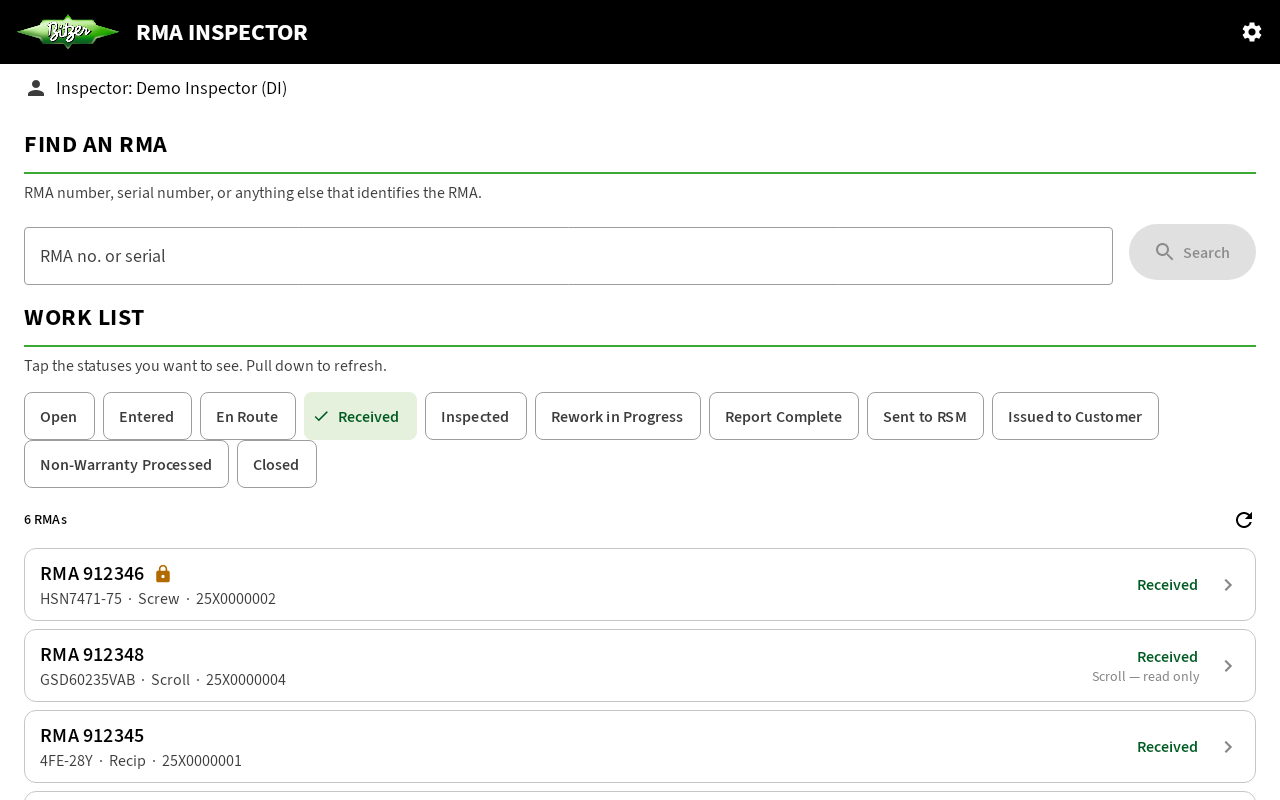 Bitzer
RMA INSPECTOR
Inspector: Demo Inspector (DI)
FIND AN RMA
RMA number, serial number, or anything else that identifies the RMA.
RMA no. or serial
Search
WORK LIST
Tap the statuses you want to see. Pull down to refresh.
Open
Entered
En Route
Received
Inspected
Rework in Progress
Report Complete
Sent to RSM
Issued to Customer
Non-Warranty Processed
Closed
6 RMAs
RMA 912346
HSN7471-75 · Screw · 25X0000002
Received
RMA 912348
GSD60235VAB · Scroll · 25X0000004
Received
Scroll — read only
RMA 912345
4FE-28Y · Recip · 25X0000001
Received